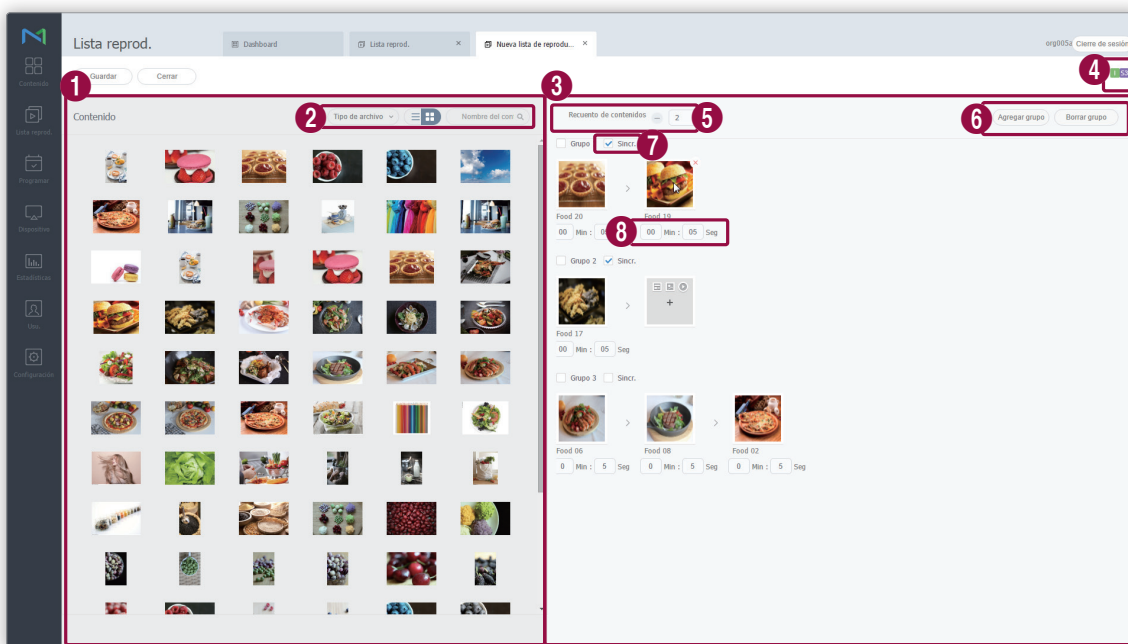 Lista reprod.
Dashboard
Lista reprod. ×
Nueva lista de reprodu... ×
org005a Cierre de sesión
Contenido
Lista reprod.
Programar
Dispositivo
Estadísticas
Configuración
Guardar
Cerrar
1
3
4
Contenido
2
Tipo de archivo
Nombre del con
Recuento de contenidos – 2
5
6
Agregar grupo
Borrar grupo
Grupo
Sincr.
7
Food 20
Food 19
00 Min :
8
00 Min : 05 Seg
Grupo 2 Sincr.
Food 17
00 Min : 05 Seg
Grupo 3 Sincr.
Food 06
Food 08
Food 02
0 Min : 5 Seg
0 Min : 5 Seg
0 Min : 5 Seg